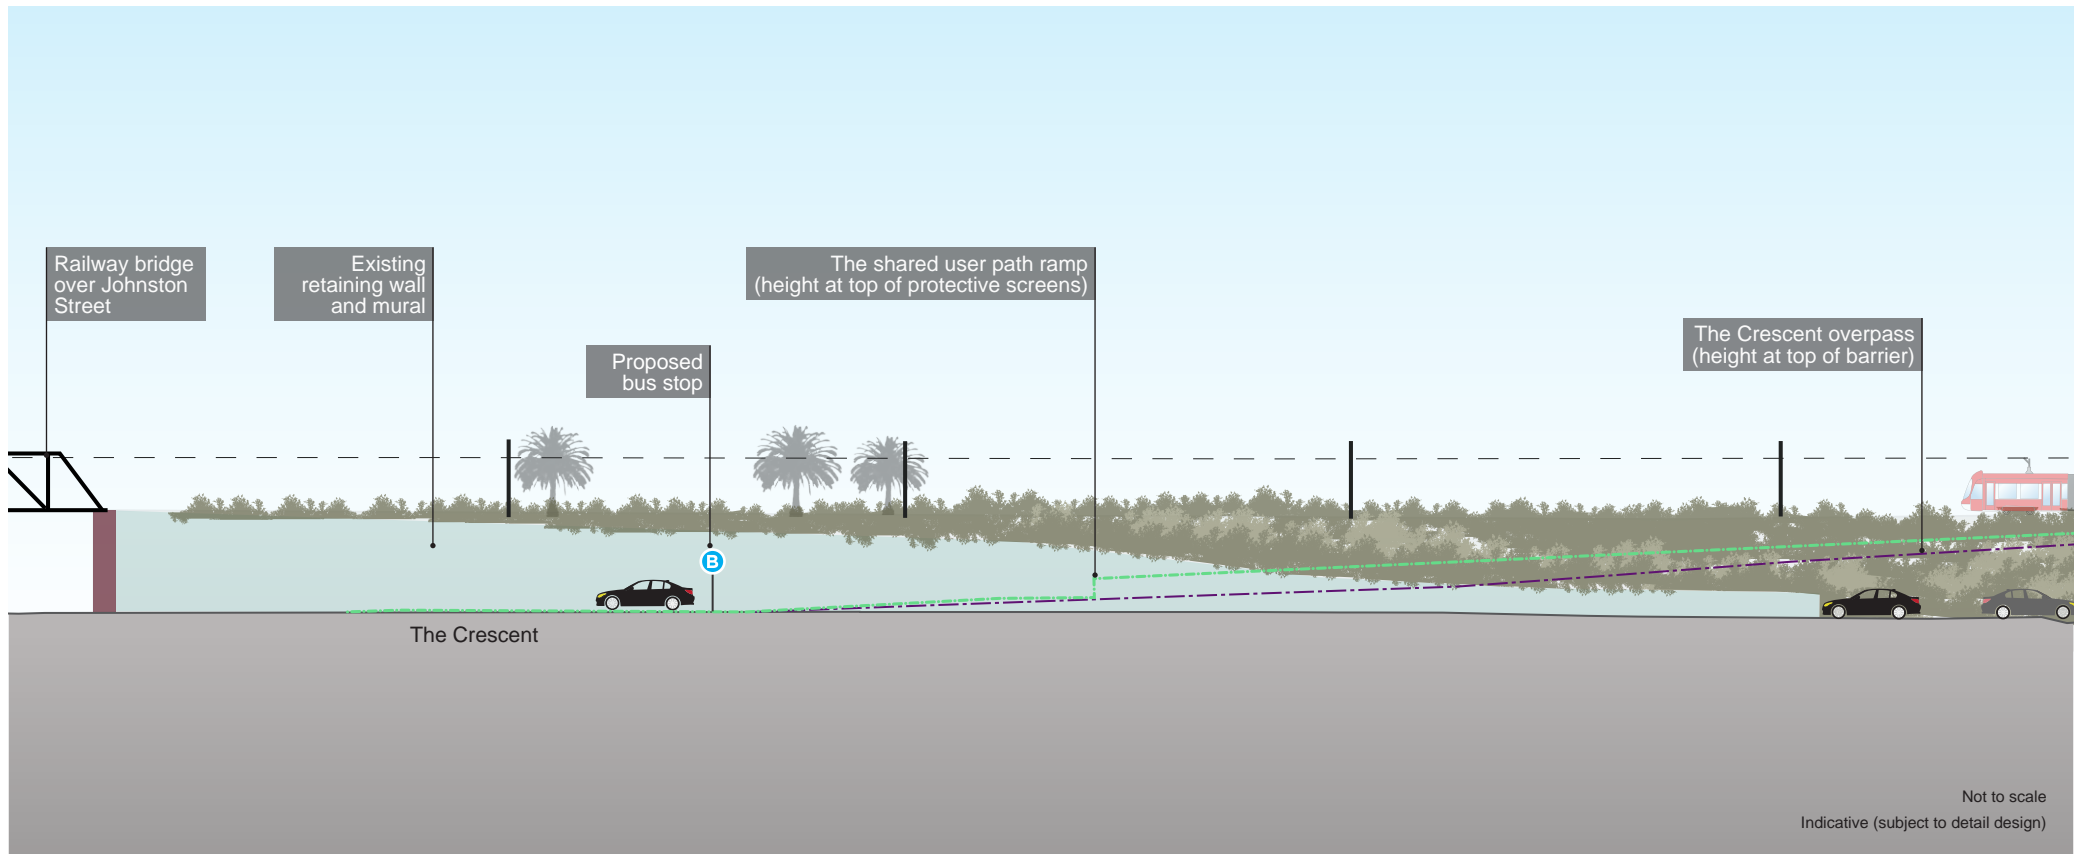 Railway bridge
over Johnston
Street
Existing
retaining wall
and mural
The shared user path ramp
(height at top of protective screens)
The Crescent overpass
(height at top of barrier)
Proposed
bus stop
B
The Crescent
Not to scale
Indicative (subject to detail design)